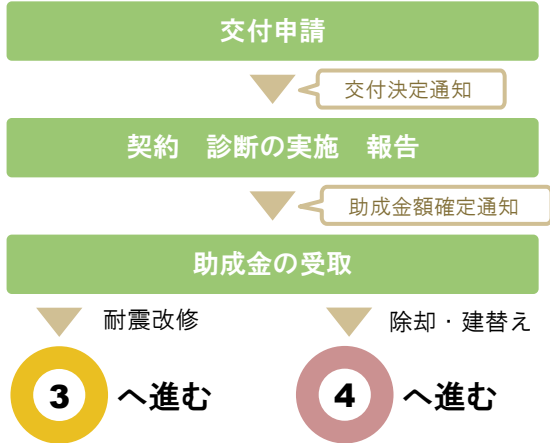 交付申請
交付決定通知
契約　診断の実施　報告
助成金額確定通知
助成金の受取
耐震改修
除却・建替え
3 へ進む
4 へ進む